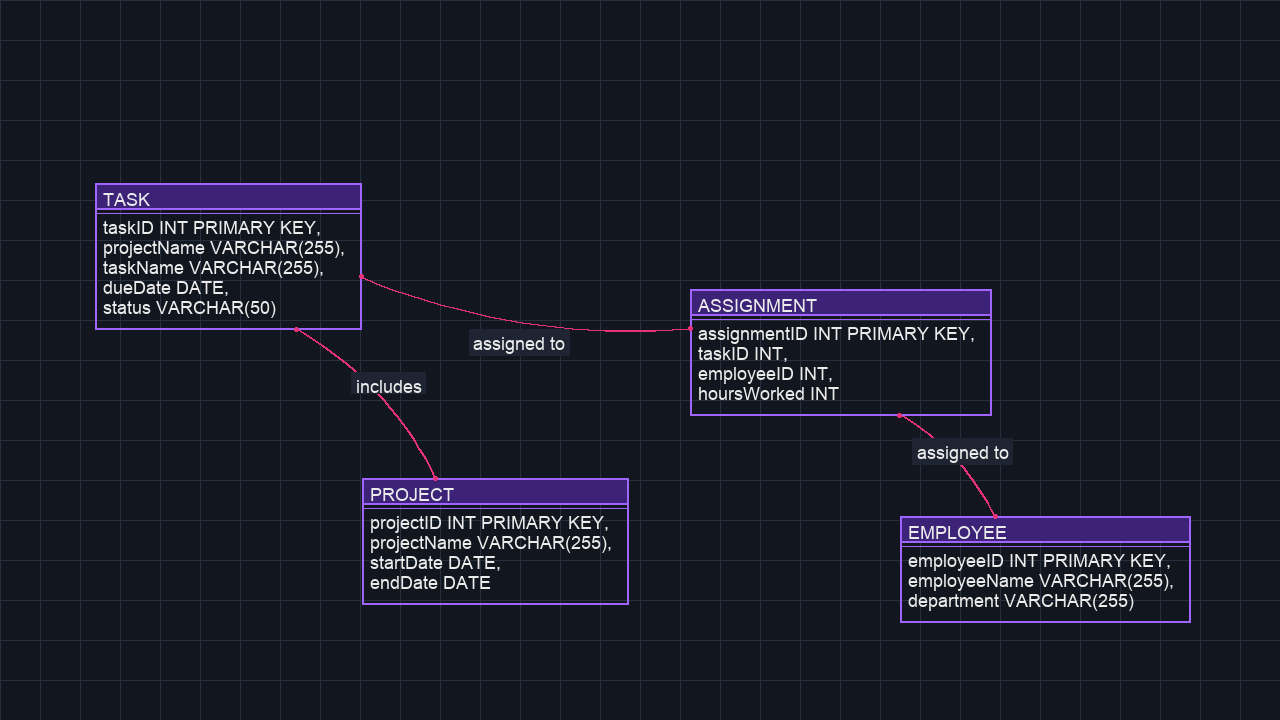 TASK
taskID INT PRIMARY KEY,
projectName VARCHAR(255),
taskName VARCHAR(255),
dueDate DATE,
status VARCHAR(50)
assigned to
ASSIGNMENT
assignmentID INT PRIMARY KEY,
taskID INT,
employeeID INT,
hoursWorked INT
includes
assigned to
PROJECT
projectID INT PRIMARY KEY,
projectName VARCHAR(255),
startDate DATE,
endDate DATE
EMPLOYEE
employeeID INT PRIMARY KEY,
employeeName VARCHAR(255),
department VARCHAR(255)